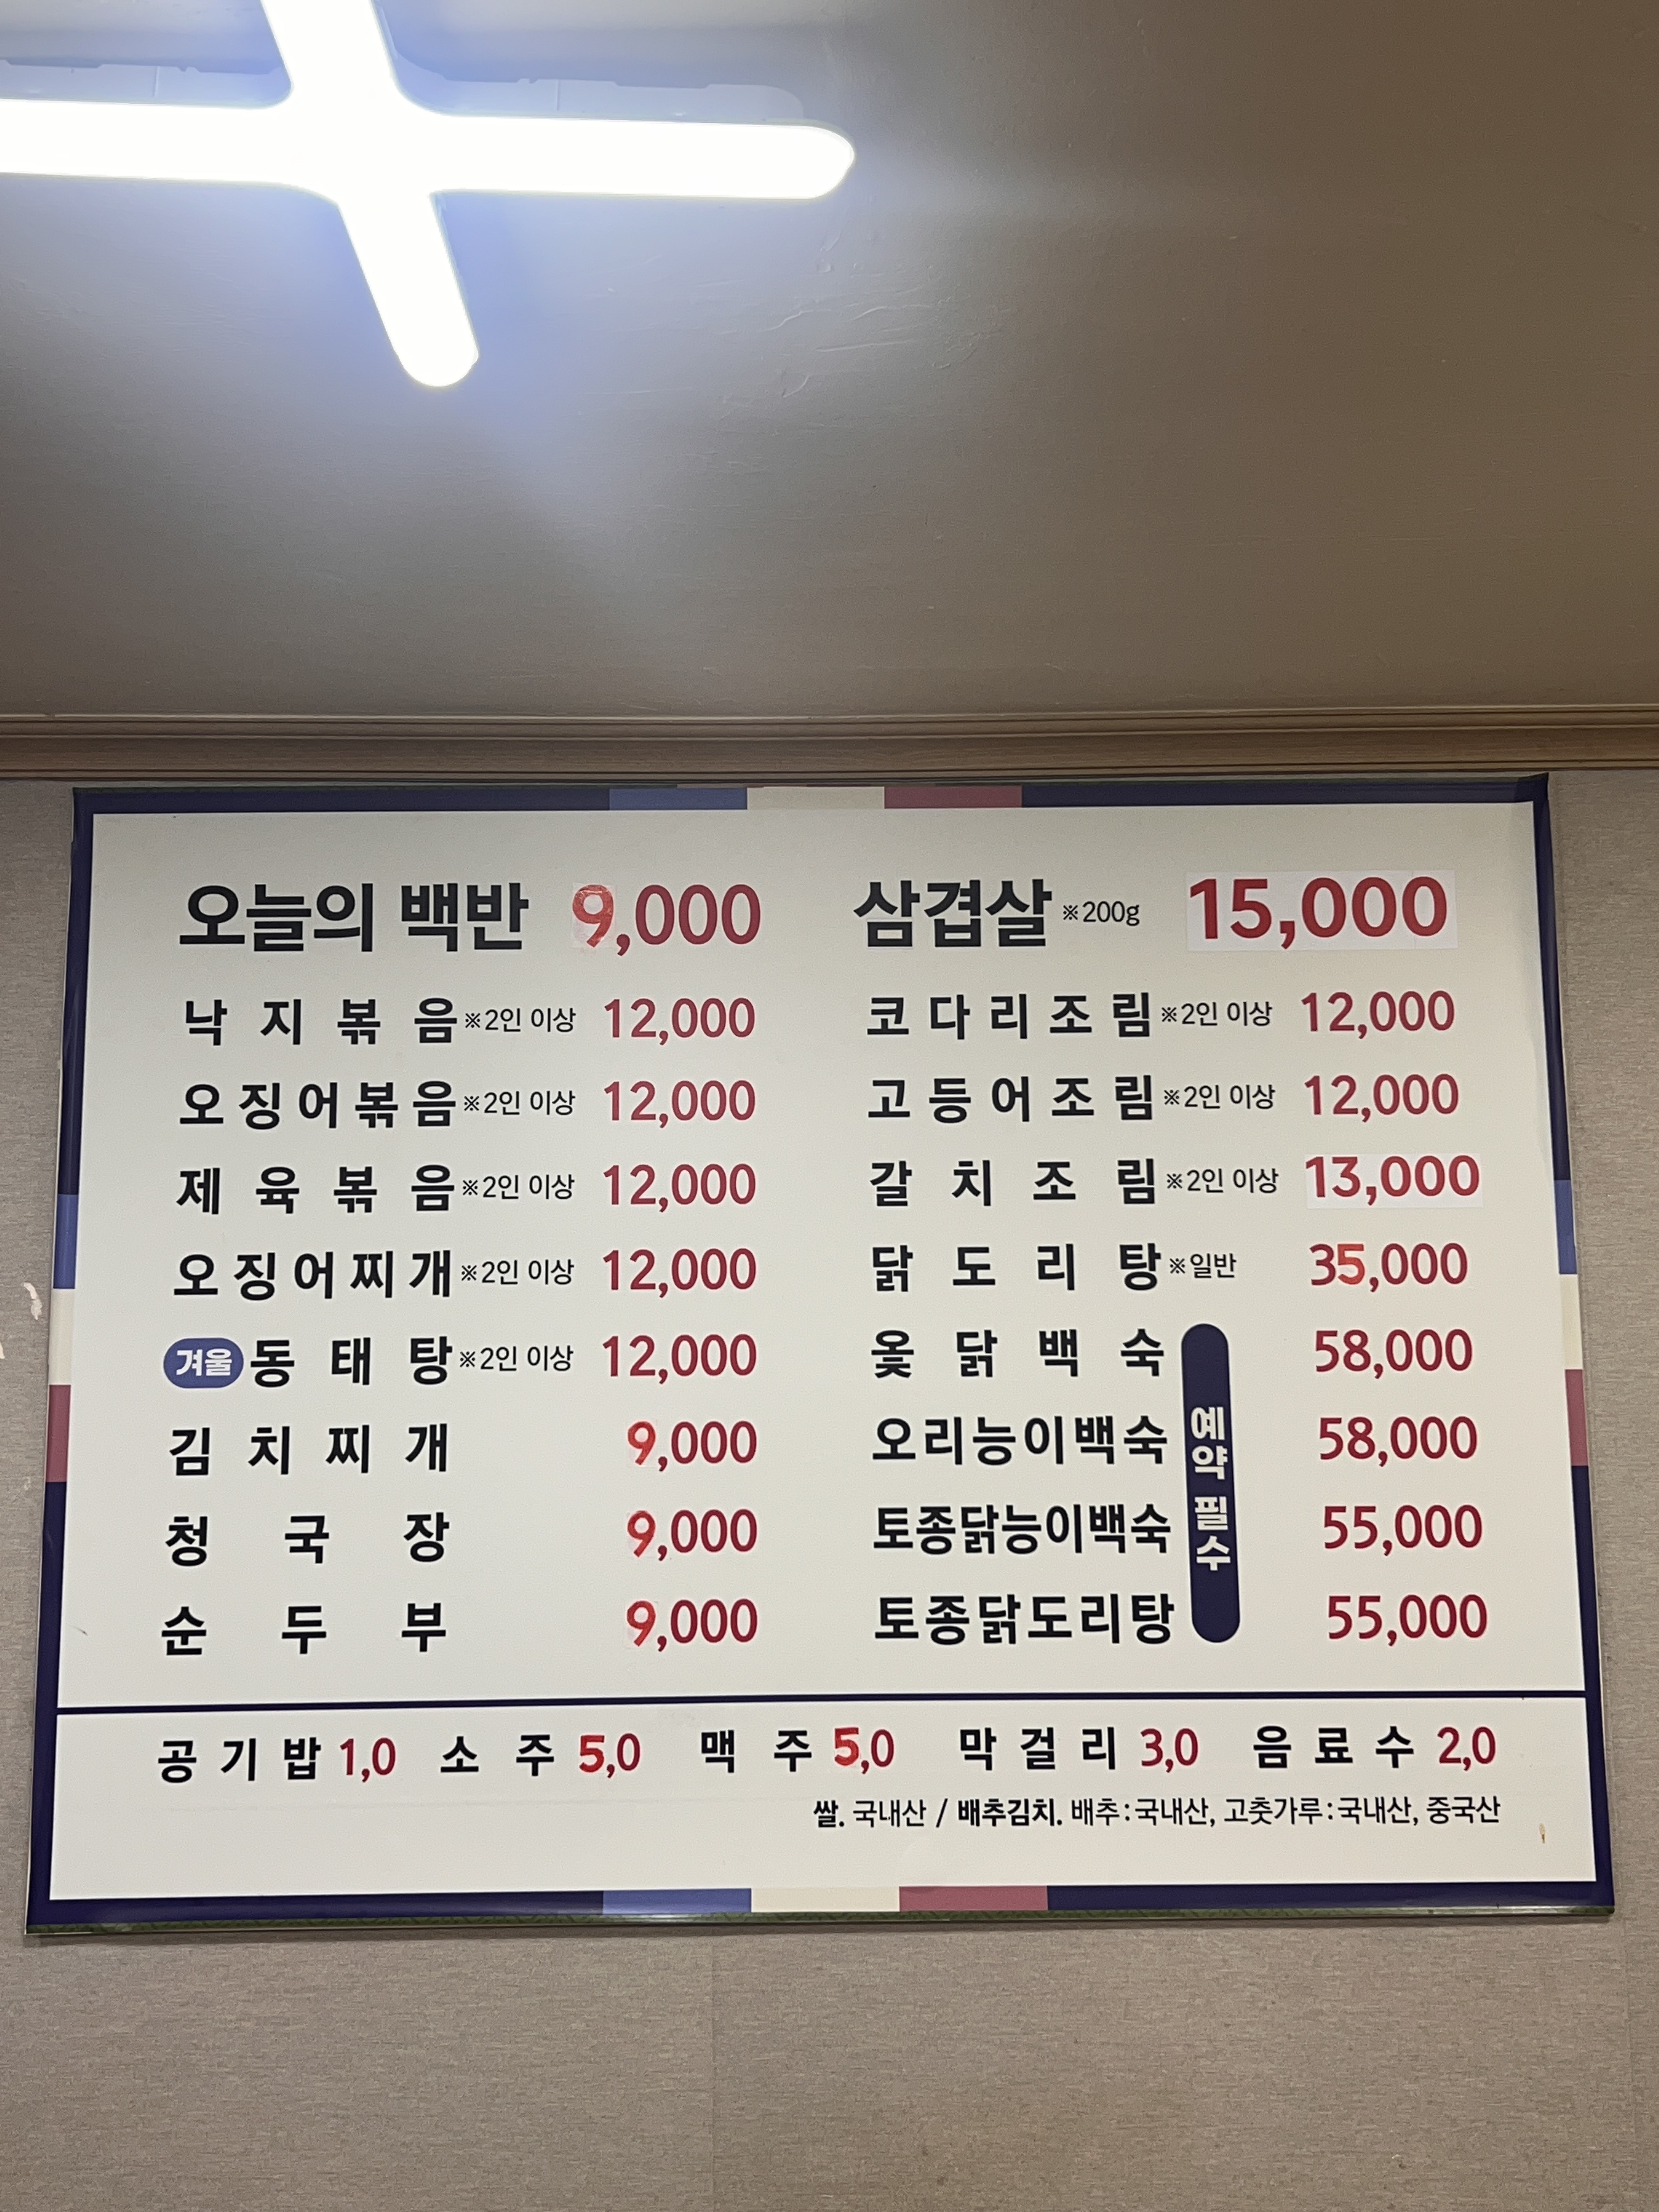 오늘의 백반 9,000
낙지볶음 ※2인 이상 12,000
오징어볶음 ※2인 이상 12,000
제육볶음 ※2인 이상 12,000
오징어찌개 ※2인 이상 12,000
겨울 동태탕 ※2인 이상 12,000
김치찌개 9,000
청국장 9,000
순두부 9,000
삼겹살 ※200g 15,000
코다리조림 ※2인 이상 12,000
고등어조림 ※2인 이상 12,000
갈치조림 ※2인 이상 13,000
닭도리탕 ※일반 35,000
옻닭백숙 58,000
오리능이백숙 58,000
토종닭능이백숙 55,000
토종닭도리탕 55,000
예약 필수
공기밥 1,0 소주 5,0 맥주 5,0 막걸리 3,0 음료수 2,0
쌀. 국내산 / 배추김치. 배추:국내산, 고춧가루:국내산, 중국산